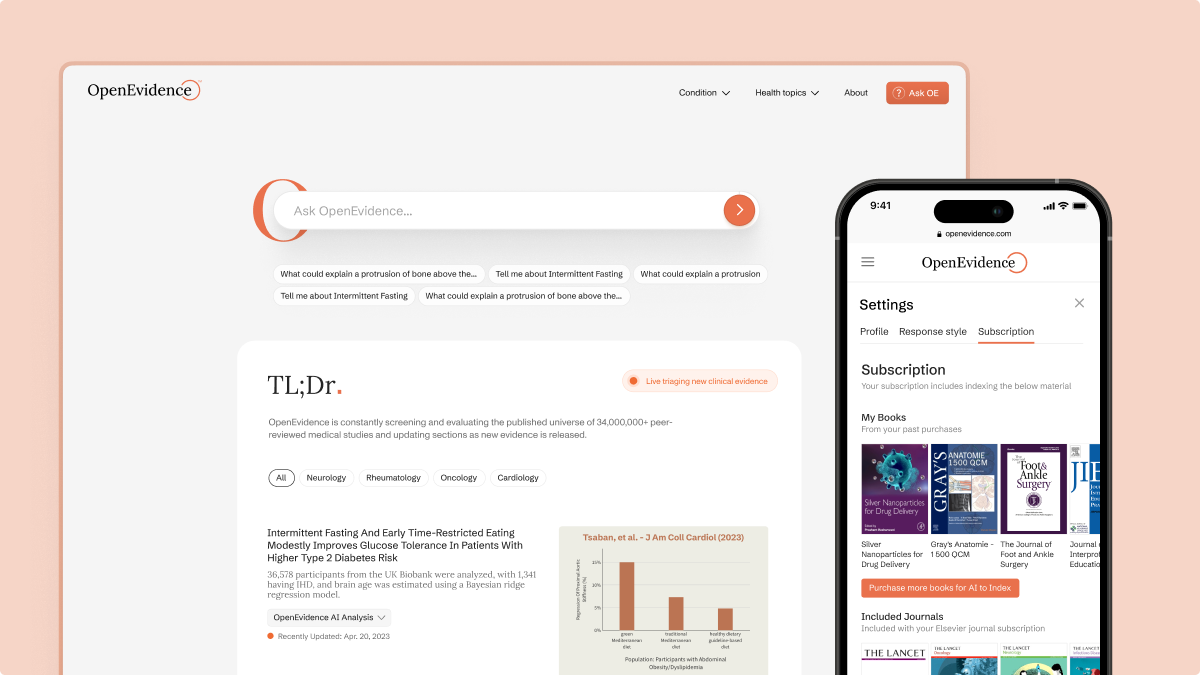 OpenEvidence
Condition
Health topics
About
? Ask OE
Ask OpenEvidence...
What could explain a protrusion of bone above the...
Tell me about Intermittent Fasting
What could explain a protrusion
Tell me about Intermittent Fasting
What could explain a protrusion of bone above the...
TL;Dr.
Live triaging new clinical evidence
OpenEvidence is constantly screening and evaluating the published universe of 34,000,000+ peer-
reviewed medical studies and updating sections as new evidence is released.
All
Neurology
Rheumatology
Oncology
Cardiology
Intermittent Fasting And Early Time-Restricted Eating
Modestly Improves Glucose Tolerance In Patients With
Higher Type 2 Diabetes Risk
36,578 participants from the UK Biobank were analyzed, with 1,341
having IHD, and brain age was estimated using a Bayesian ridge
regression model.
OpenEvidence AI Analysis
Recently Updated: Apr. 20, 2023
Tsaban, et al. - J Am Coll Cardiol (2023)
Regression Of Proximal Aortic
Stiffness (%)
15%
10%
5%
0%
green
Mediterranean
diet
traditional
Mediterranean
diet
healthy dietary
guideline-based
diet
Population: Participants with Abdominal
Obesity/Dyslipidemia
9:41
openevidence.com
OpenEvidence
Settings
Profile
Response style
Subscription
Subscription
Your subscription includes indexing the below material
My Books
From your past purchases
Silver Nanoparticles
for Drug Delivery
GRAY'S
ANATOMIE
1 500 QCM
Foot&
Ankle
Surgery
Silver
Nanoparticles for
Drug Delivery
Gray's Anatomie -
1 500 QCM
The Journal of
Foot and Ankle
Surgery
Journal
Interprof
Educatio
Purchase more books for AI to Index
Included Journals
Included with your Elsevier journal subscription
THE LANCET
THE LANCET
Oncology
THE LANCET
THE LANCET